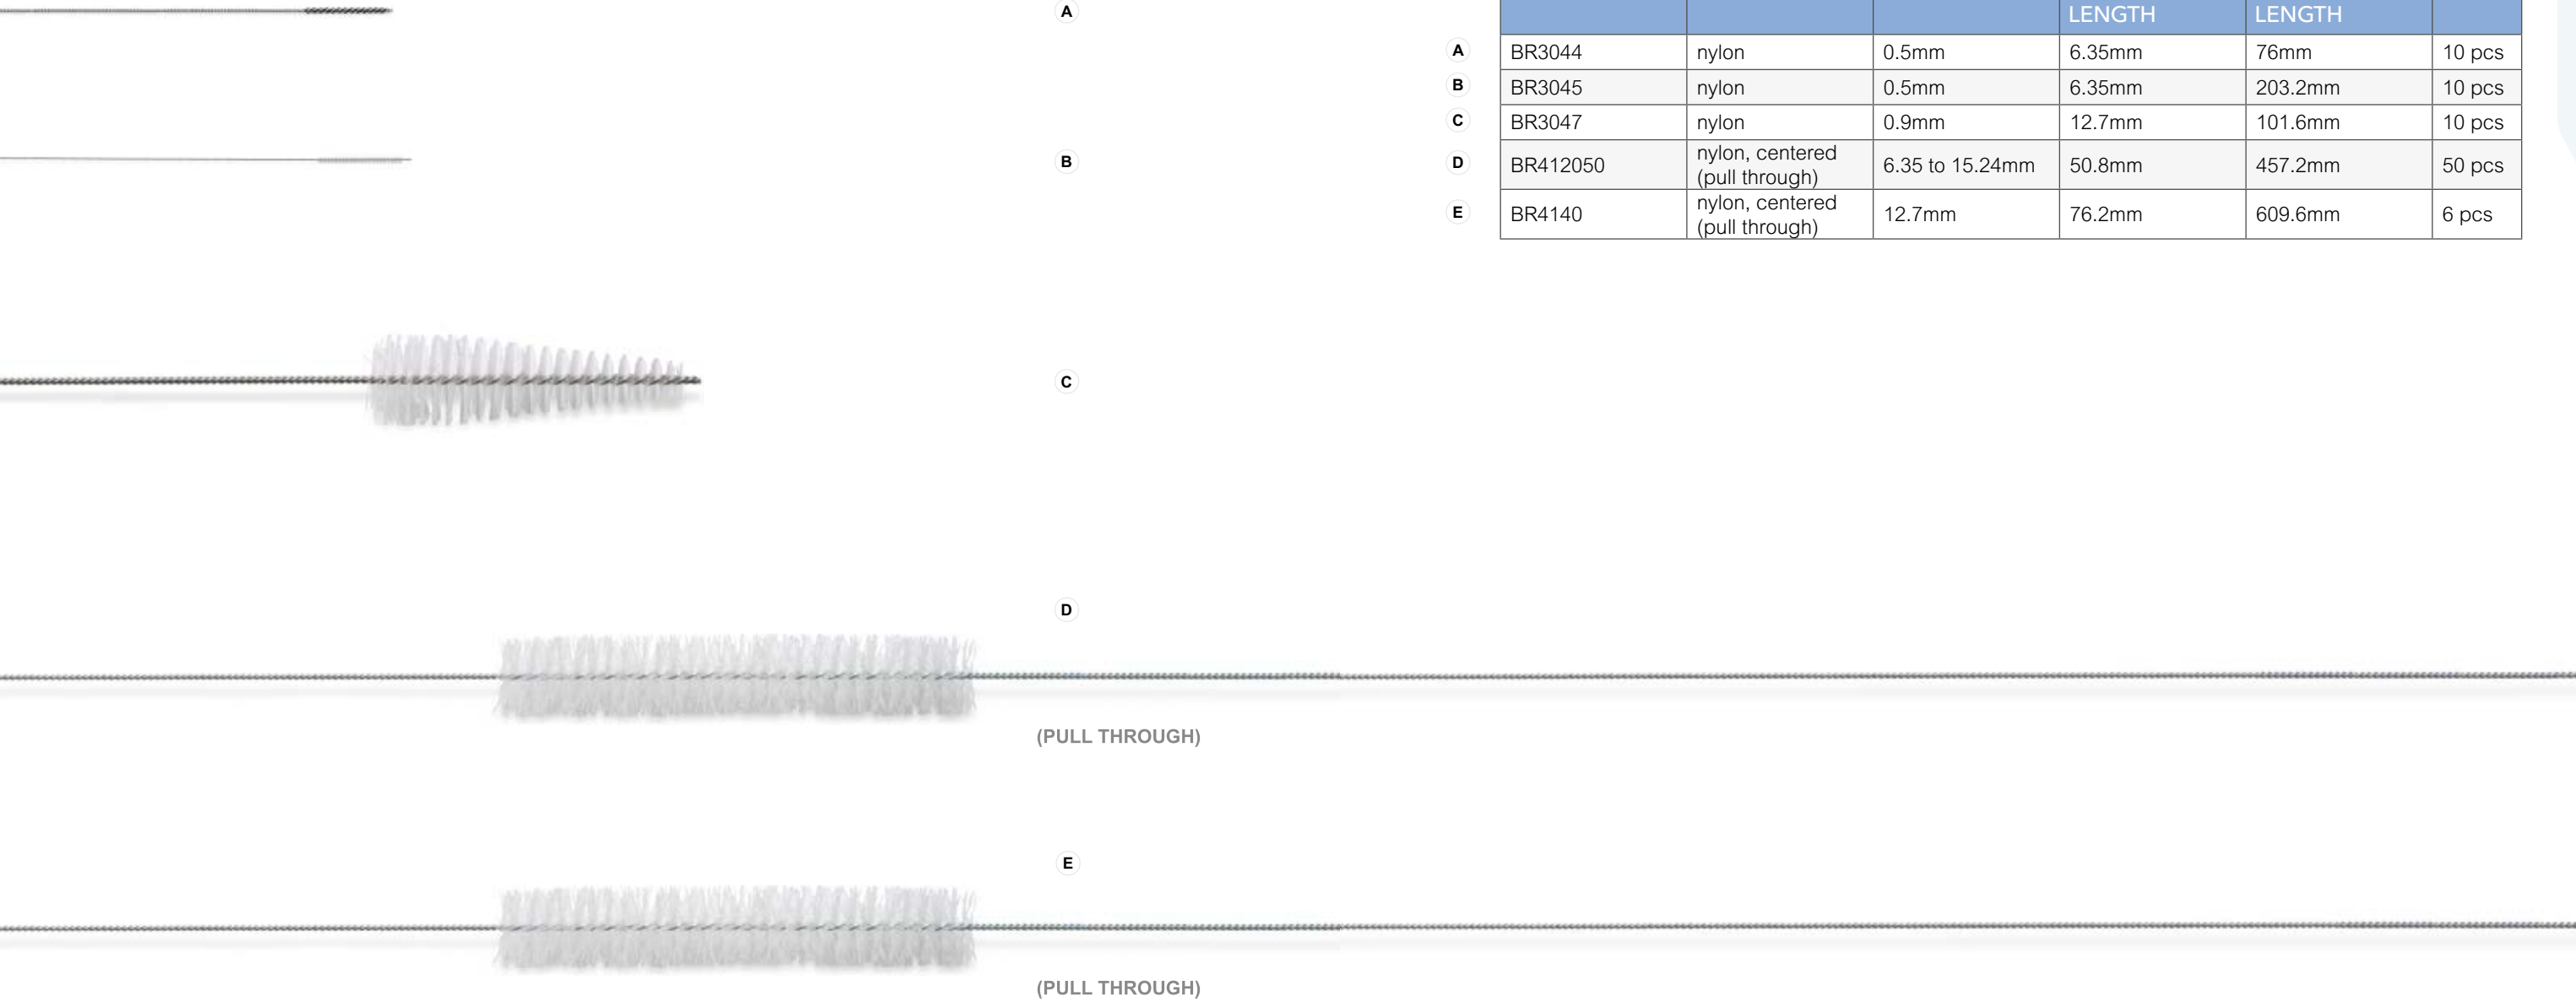 A
LENGTH LENGTH
A BR3044 nylon 0.5mm 6.35mm 76mm 10 pcs
B BR3045 nylon 0.5mm 6.35mm 203.2mm 10 pcs
C BR3047 nylon 0.9mm 12.7mm 101.6mm 10 pcs
D BR412050 nylon, centered (pull through) 6.35 to 15.24mm 50.8mm 457.2mm 50 pcs
E BR4140 nylon, centered (pull through) 12.7mm 76.2mm 609.6mm 6 pcs
B
C
D
(PULL THROUGH)
E
(PULL THROUGH)